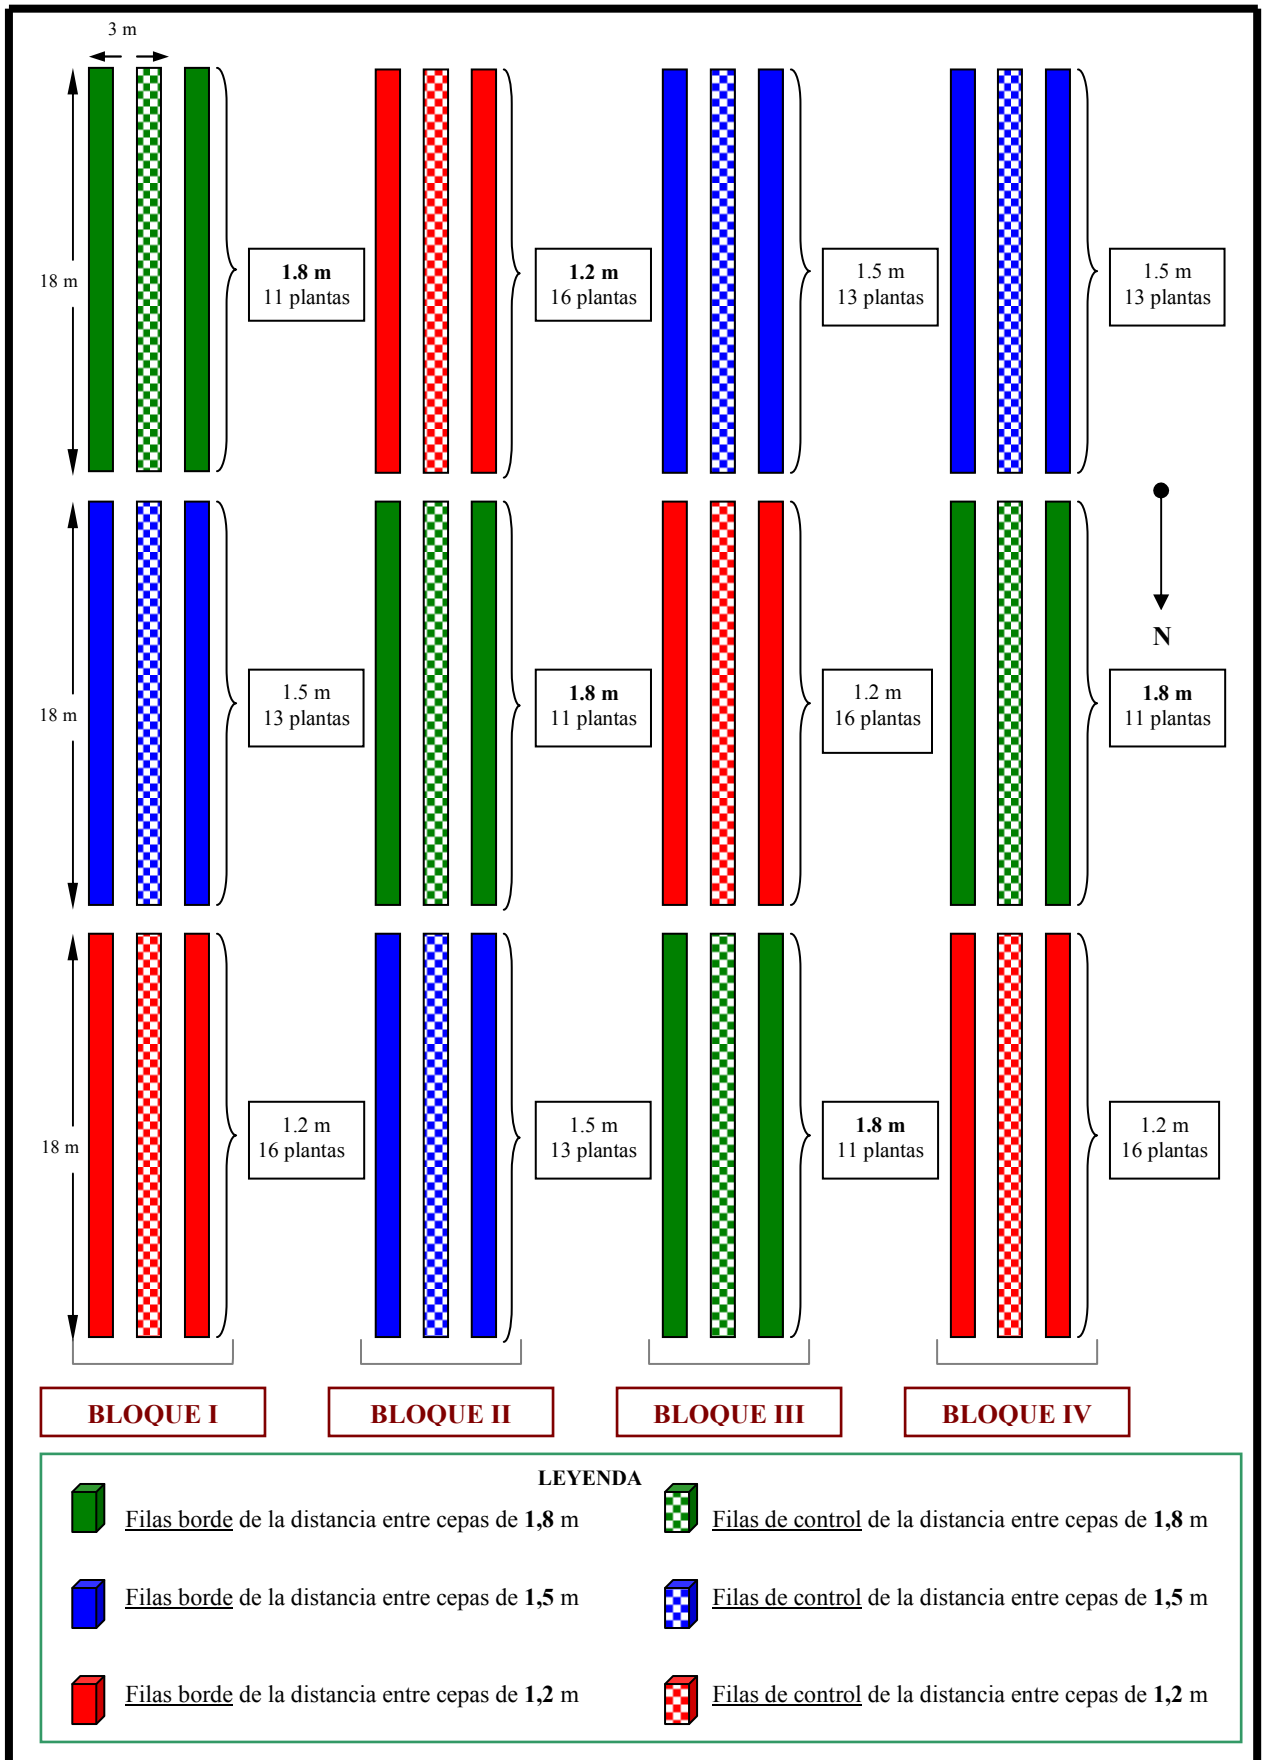 3 m
18 m
1.8 m
11 plantas
1.2 m
16 plantas
1.5 m
13 plantas
1.5 m
13 plantas
N
18 m
1.5 m
13 plantas
1.8 m
11 plantas
1.2 m
16 plantas
1.8 m
11 plantas
18 m
1.2 m
16 plantas
1.5 m
13 plantas
1.8 m
11 plantas
1.2 m
16 plantas
BLOQUE I
BLOQUE II
BLOQUE III
BLOQUE IV
LEYENDA
Filas borde de la distancia entre cepas de 1,8 m
Filas de control de la distancia entre cepas de 1,8 m
Filas borde de la distancia entre cepas de 1,5 m
Filas de control de la distancia entre cepas de 1,5 m
Filas borde de la distancia entre cepas de 1,2 m
Filas de control de la distancia entre cepas de 1,2 m